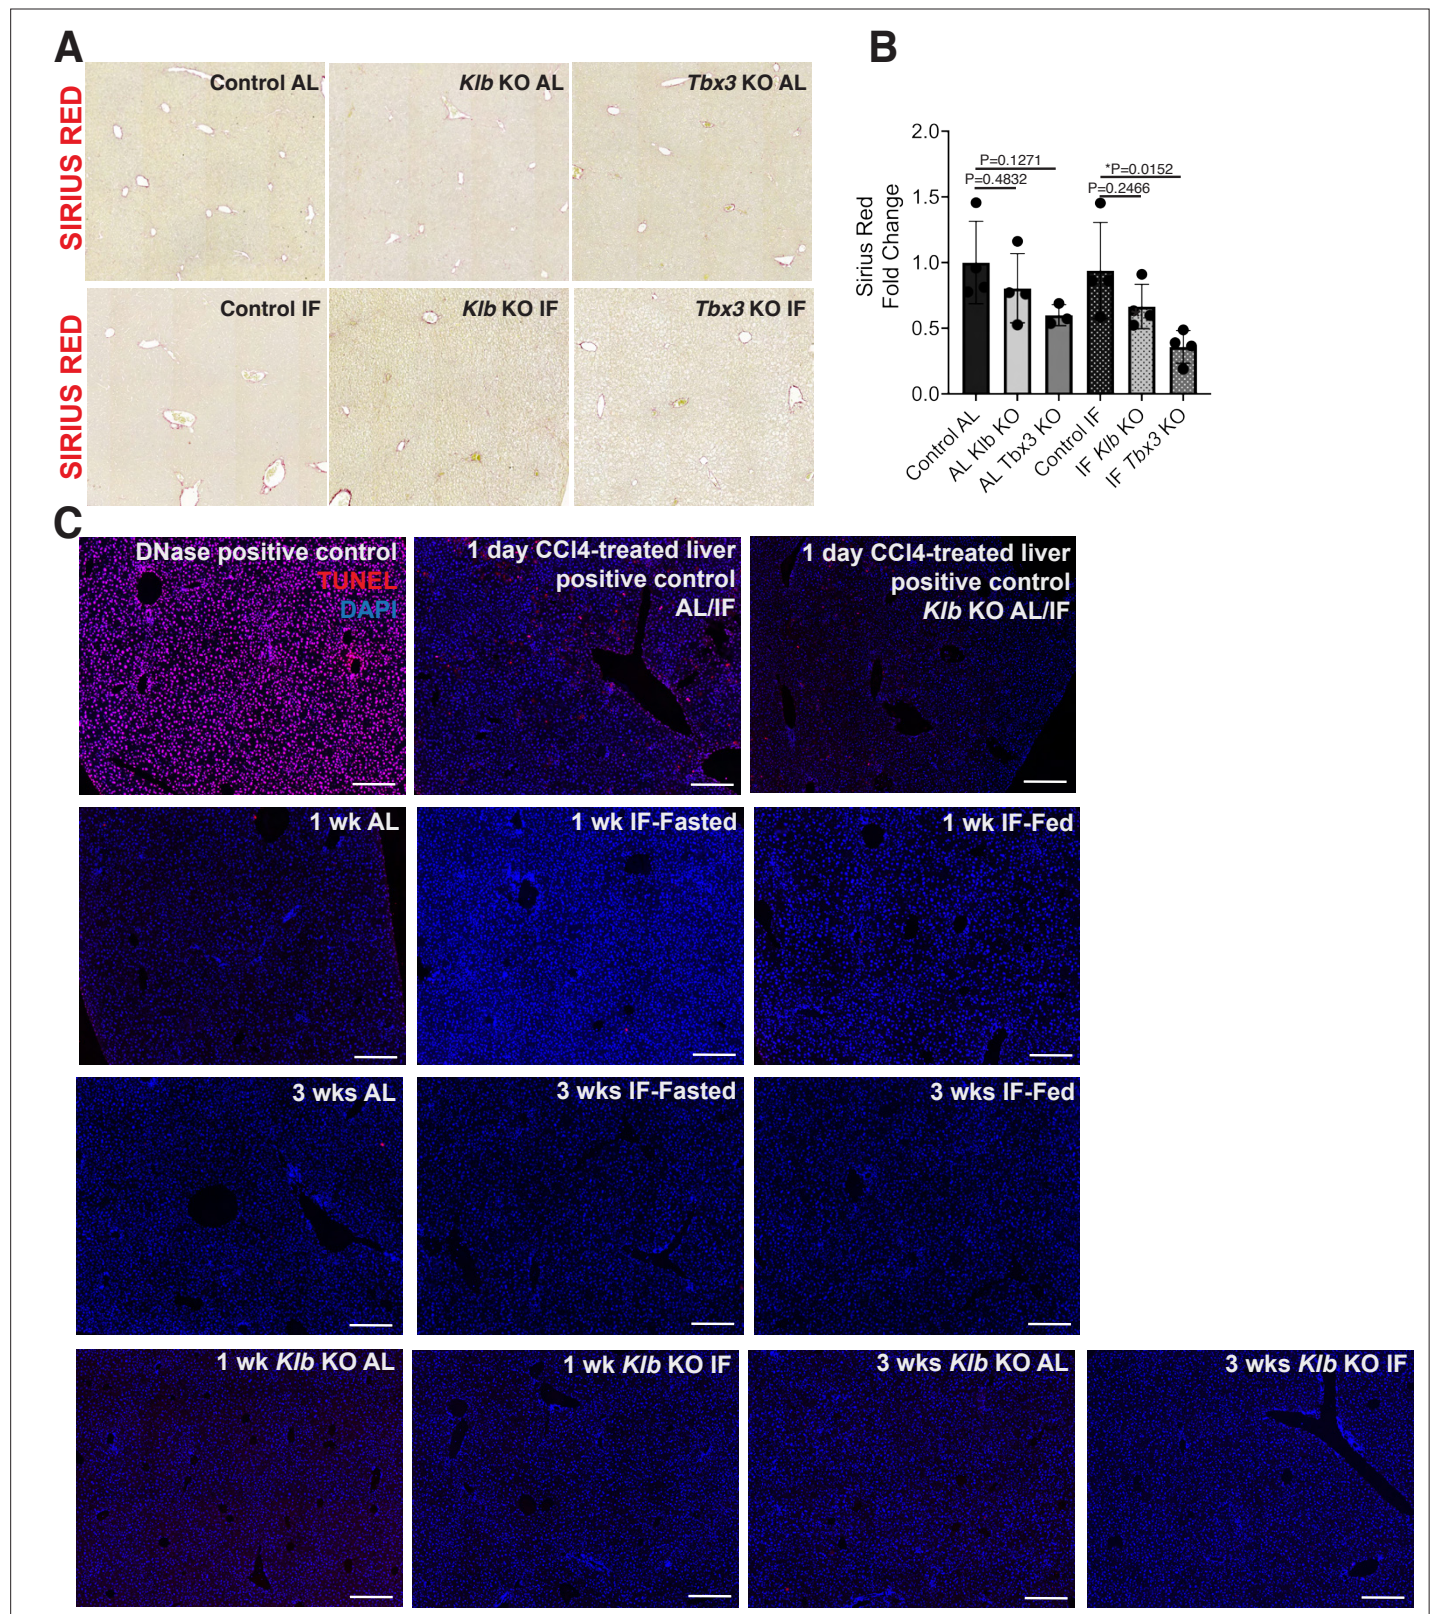 A
SIRIUS RED
Control AL
Klb KO AL
Tbx3 KO AL
SIRIUS RED
Control IF
Klb KO IF
Tbx3 KO IF
B
Sirius Red
Fold Change
2.0
1.5
1.0
0.5
0.0
P=0.1271
P=0.4832
*P=0.0152
P=0.2466
Control AL
AL Klb KO
AL Tbx3 KO
Control IF
IF Klb KO
IF Tbx3 KO
C
DNase positive control
TUNEL
DAPI
1 day CCl4-treated liver
positive control
AL/IF
1 day CCl4-treated liver
positive control
Klb KO AL/IF
1 wk AL
1 wk IF-Fasted
1 wk IF-Fed
3 wks AL
3 wks IF-Fasted
3 wks IF-Fed
1 wk Klb KO AL
1 wk Klb KO IF
3 wks Klb KO AL
3 wks Klb KO IF